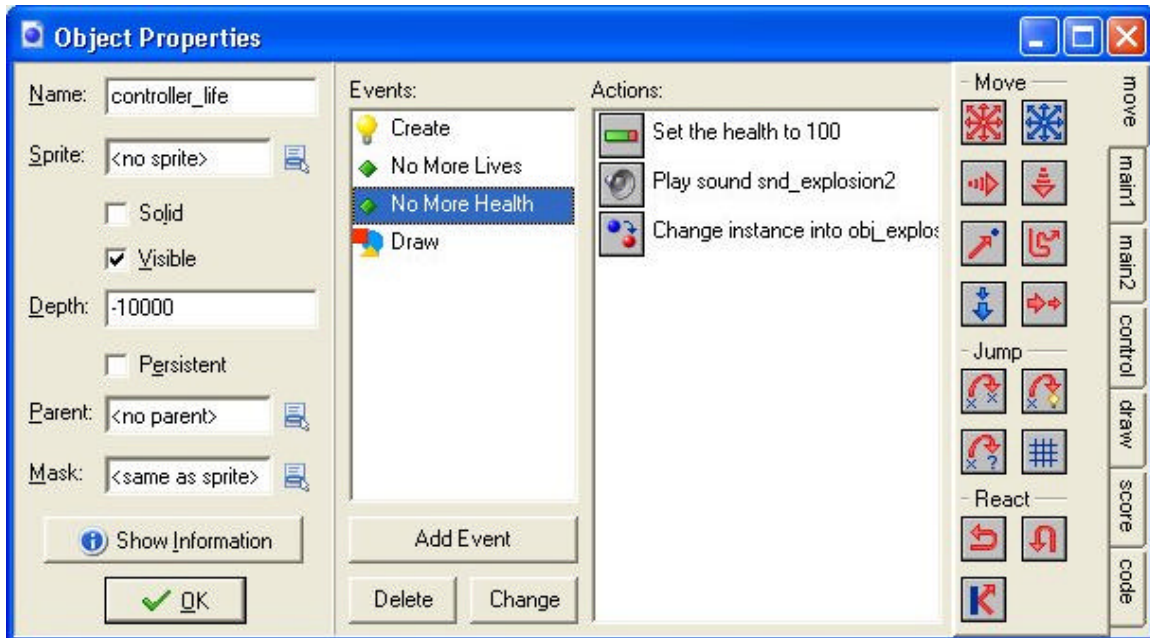 Object Properties
Name: controller_life
Sprite: <no sprite>
Solid
Visible
Depth: -10000
Persistent
Parent: <no parent>
Mask: <same as sprite>
Show Information
OK
Events:
Create
No More Lives
No More Health
Draw
Add Event
Delete Change
Actions:
Set the health to 100
Play sound snd_explosion2
Change instance into obj_explos
Move
Jump
React
move
main1
main2
control
draw
score
code